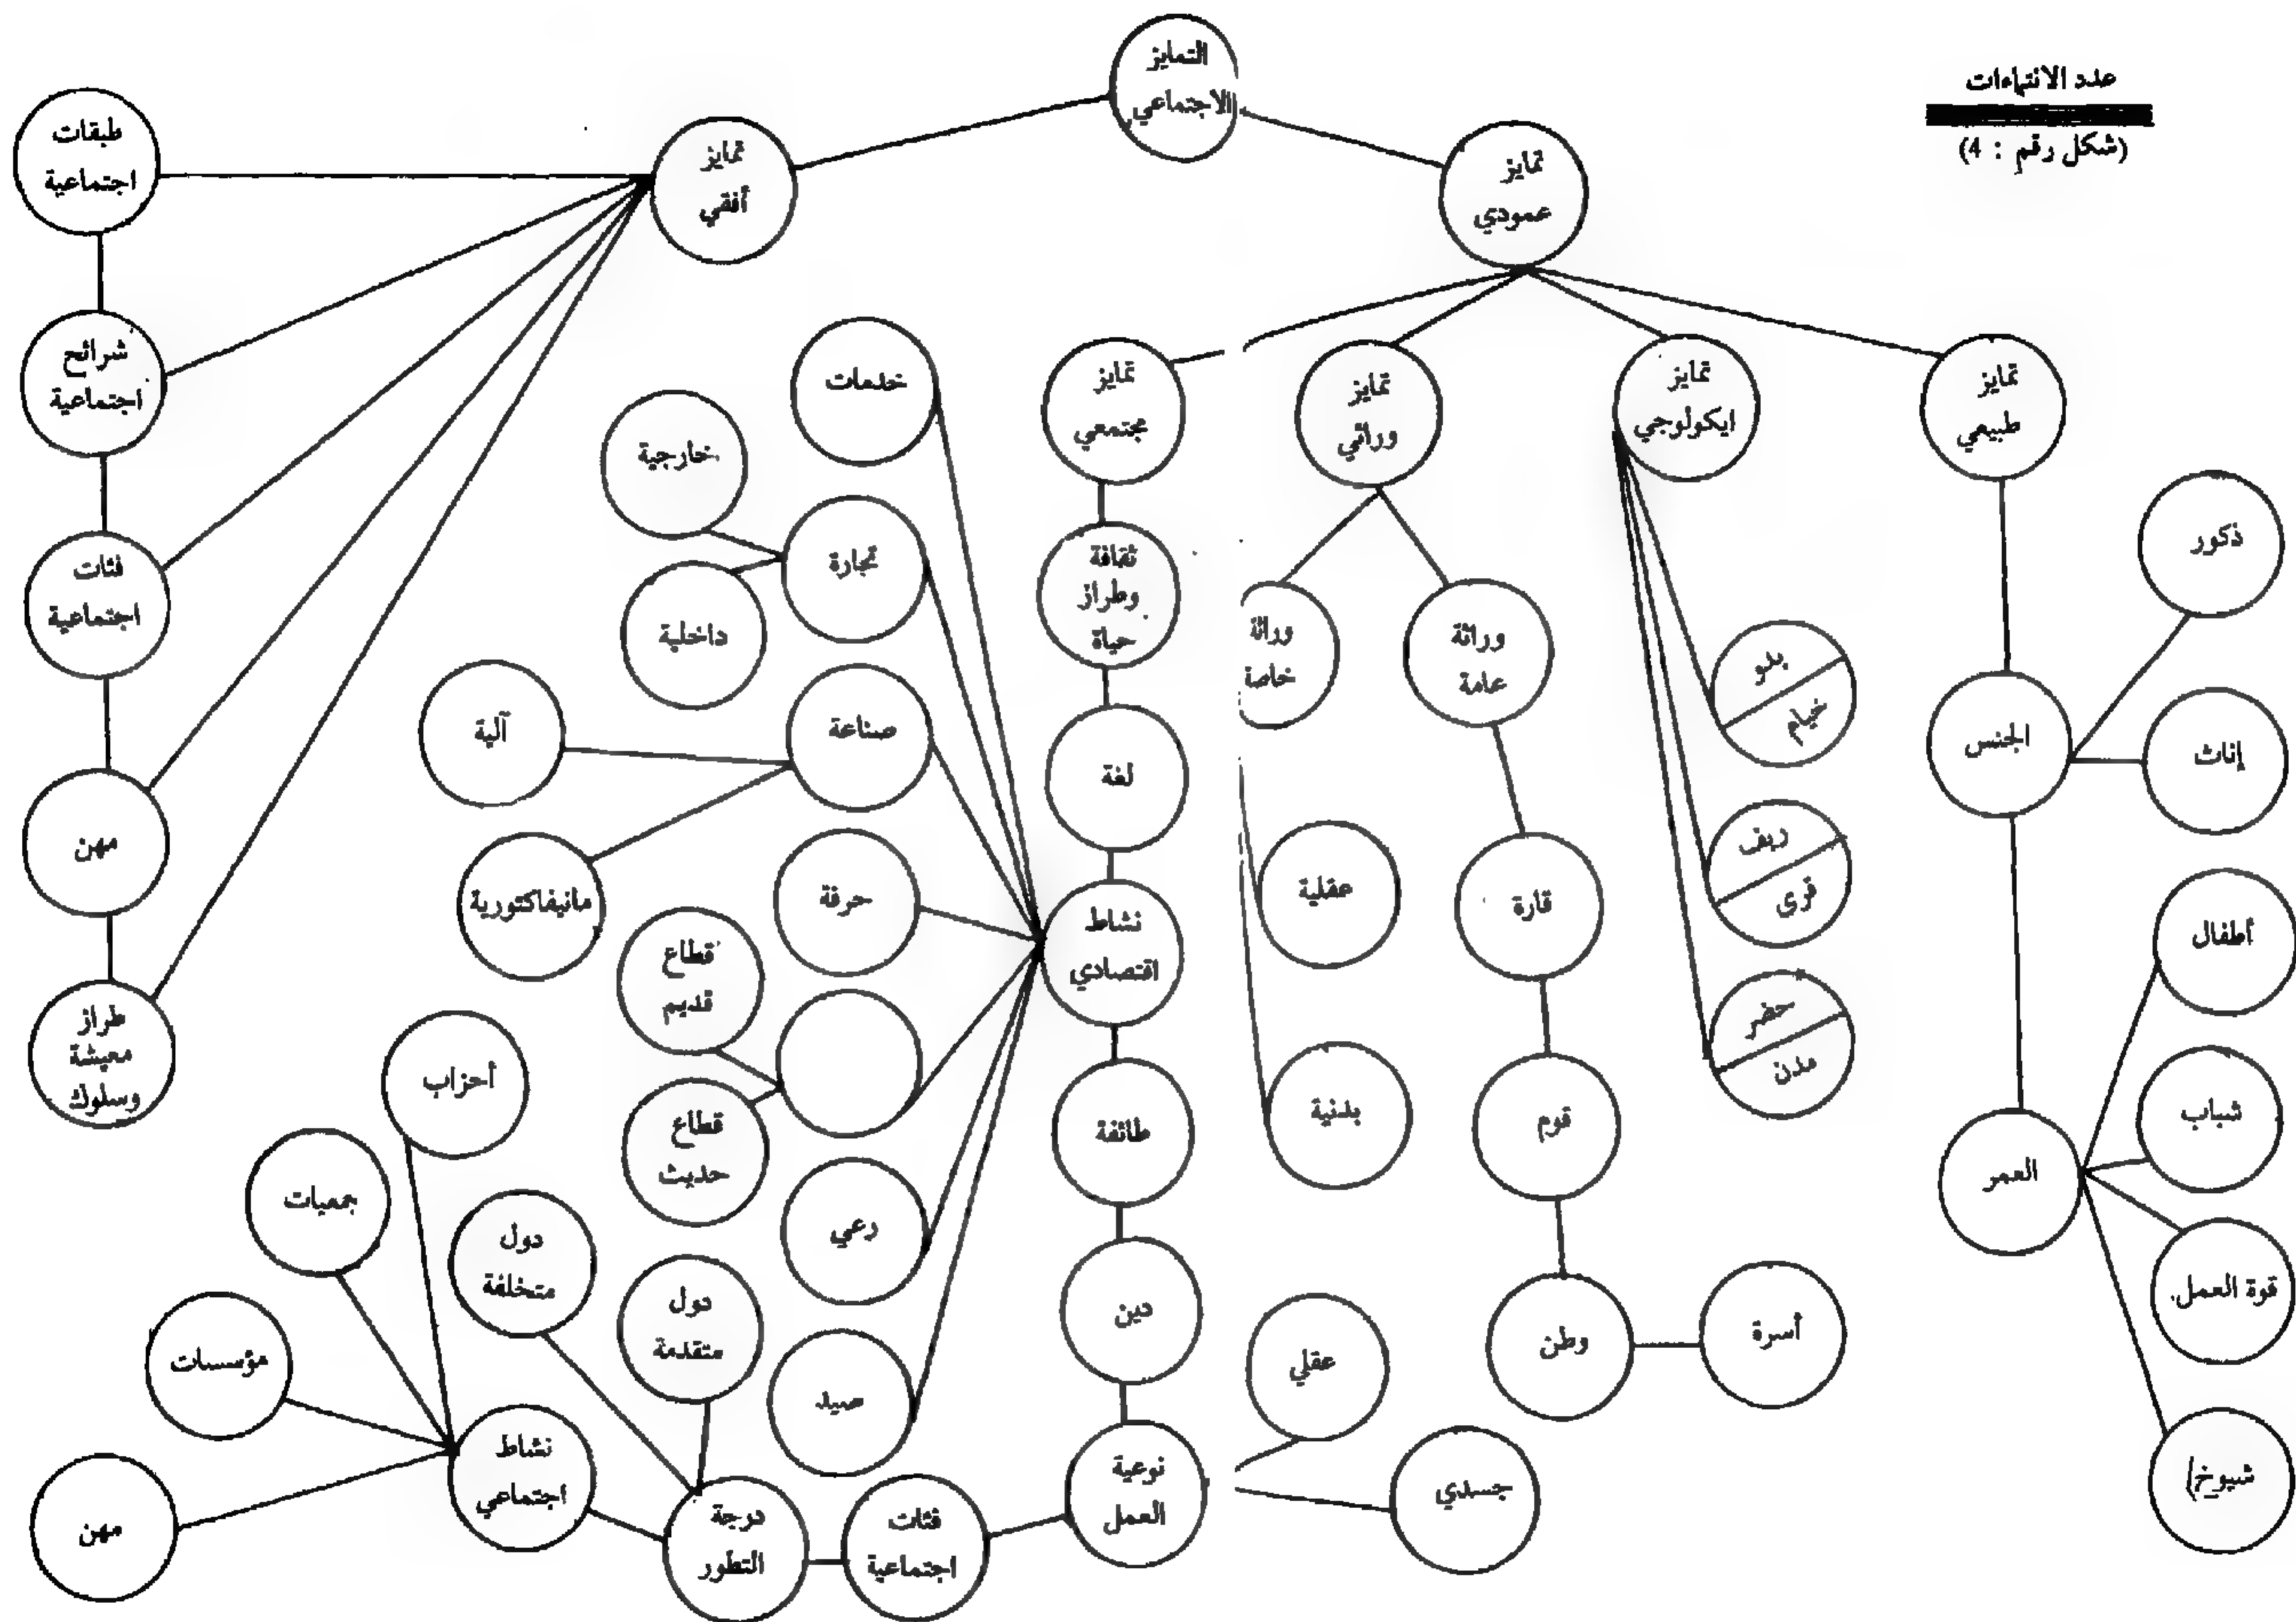 عدد الانتماءات
(شكل رقم : 4)
التمايز
الاجتماعي
تمايز
عمودي
تمايز
أفقي
تمايز
طبيعي
تمايز
ايكولوجي
تمايز
وراثي
تمايز
مجتمعي
الجنس
ذكور
إناث
العمر
أطفال
شباب
قوة العمل
شيوخ
بدو
خيام
ريف
قرى
حضر
مدن
وراثة
عامة
قارة
قوم
وطن
أسرة
وراثة
خاصة
عقلية
بدنية
ثقافة
وطراز
حياة
لغة
نشاط
اقتصادي
خدمات
تجارة
خارجية
داخلية
صناعة
آلية
مانيفاكتورية
حرفة
قطاع
قديم
قطاع
حديث
رعي
صيد
طائفة
دين
نوعية
العمل
عقلي
جسدي
فئات
اجتماعية
درجة
التطور
دول
متقدمة
دول
متخلفة
نشاط
اجتماعي
أحزاب
جمعيات
مؤسسات
مهن
طبقات
اجتماعية
شرائح
اجتماعية
فئات
اجتماعية
مهن
طراز
معيشة
وسلوك